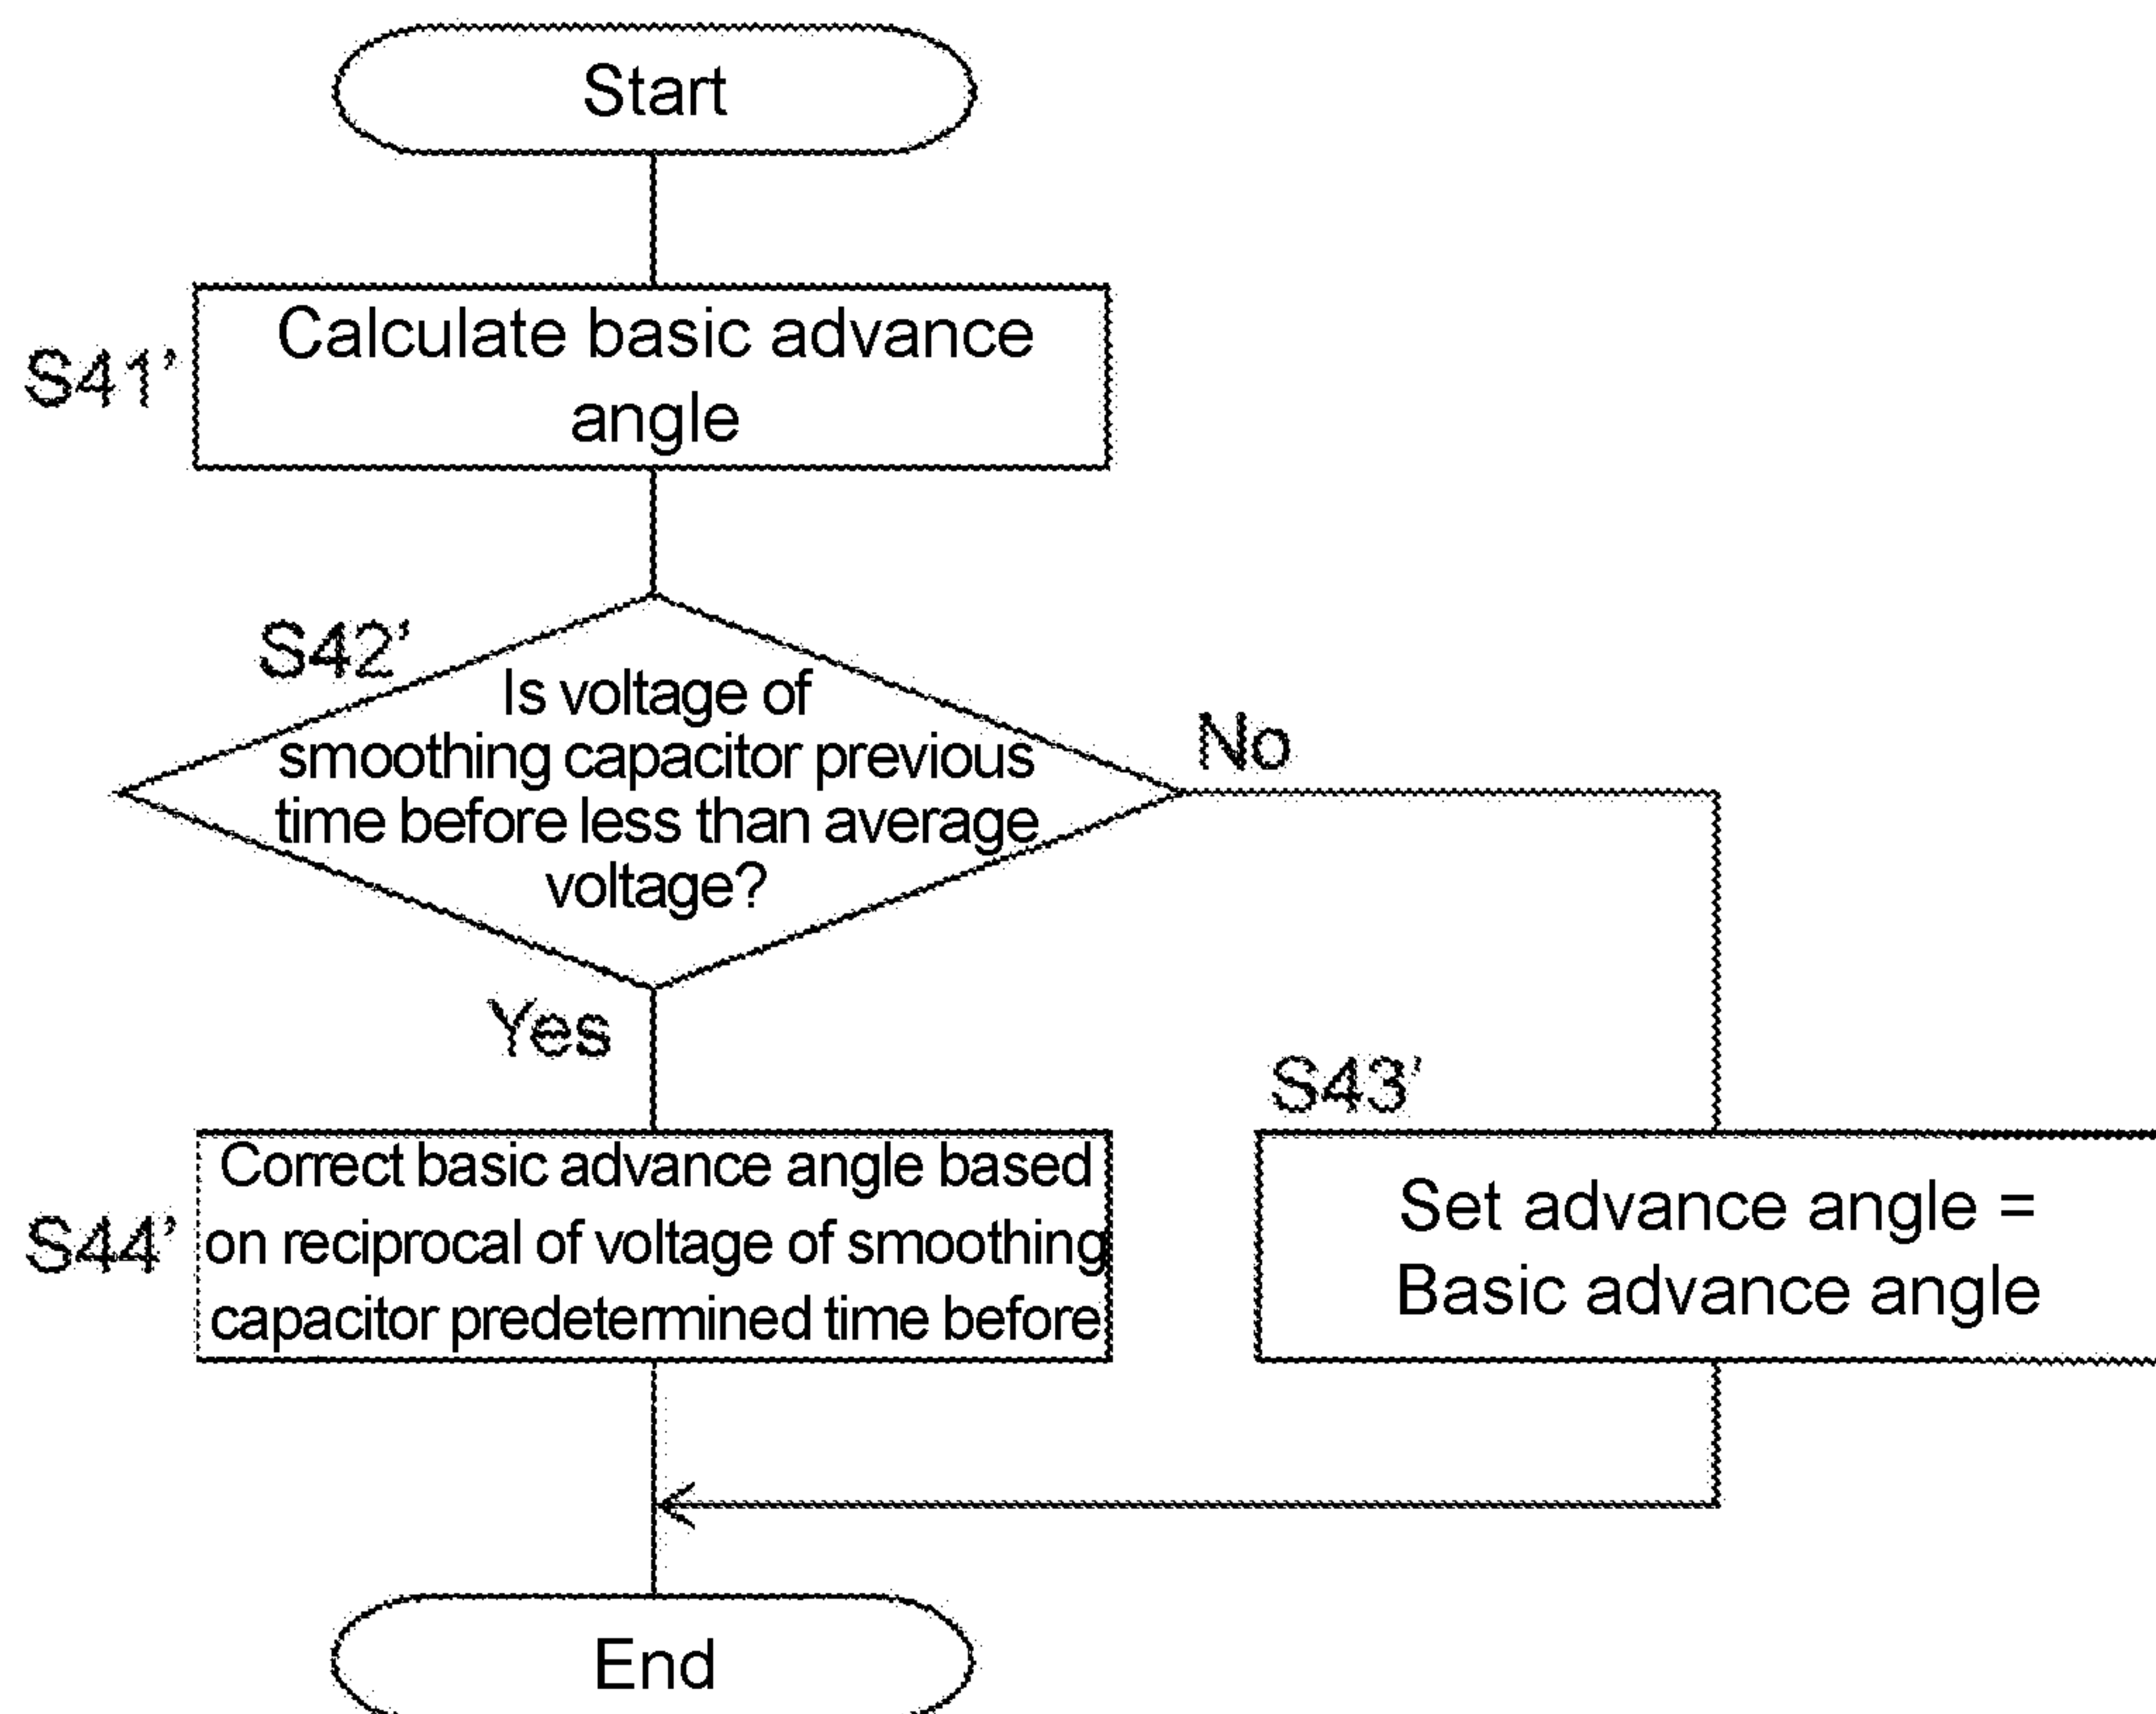 Start
S41'
Calculate basic advance
angle
S42'
Is voltage of
smoothing capacitor previous
time before less than average
voltage?
No
Yes
S43'
Set advance angle =
Basic advance angle
S44'
Correct basic advance angle based
on reciprocal of voltage of smoothing
capacitor predetermined time before
End